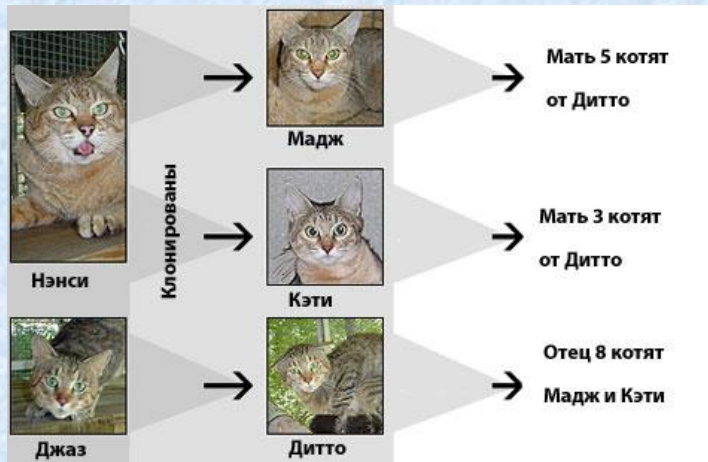 Нэнси
Джаз
Клонированы
Мадж
Кэти
Дитто
Мать 5 котят
от Дитто
Мать 3 котят
от Дитто
Отец 8 котят
Мадж и Кэти